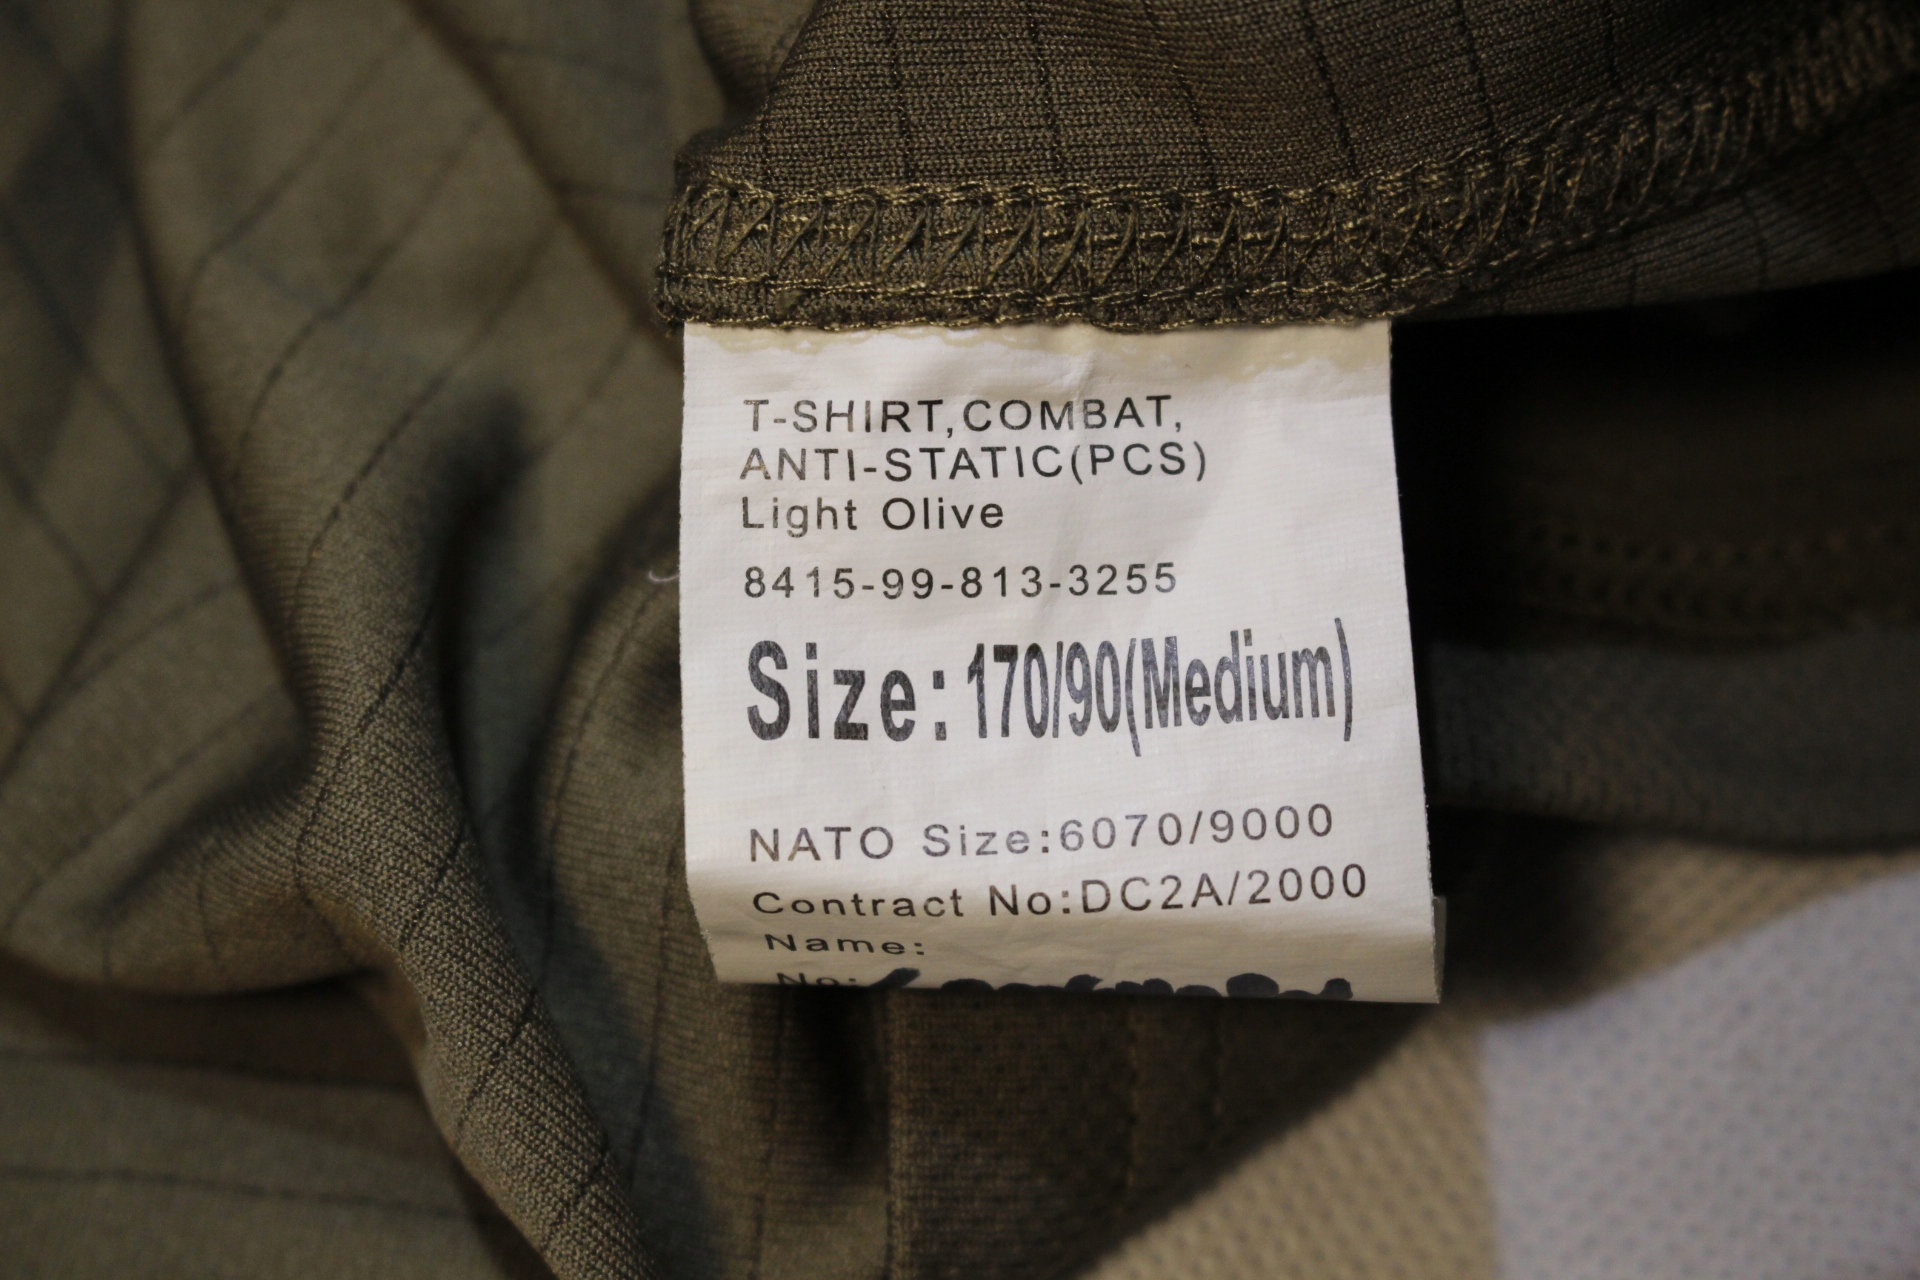 T-SHIRT,COMBAT,
ANTI-STATIC(PCS)
Light Olive
8415-99-813-3255
Size:170/90(Medium)
NATO Size:6070/9000
Contract No:DC2A/2000
Name:
No: